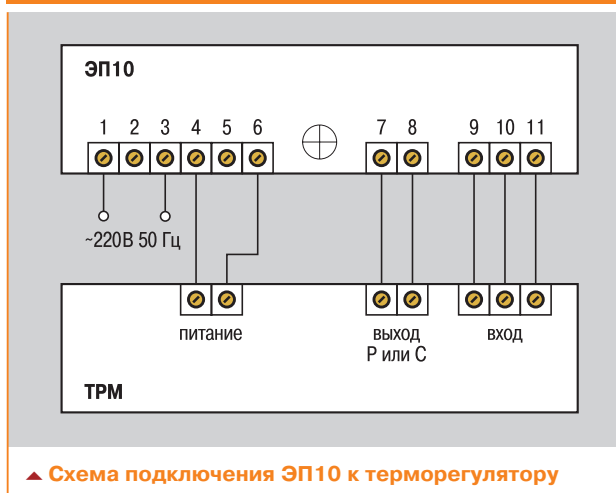 ЭП10
1 2 3 4 5 6 7 8 9 10 11
~220В 50 Гц
питание выход вход
Р или С
ТРМ
Схема подключения ЭП10 к терморегулятору